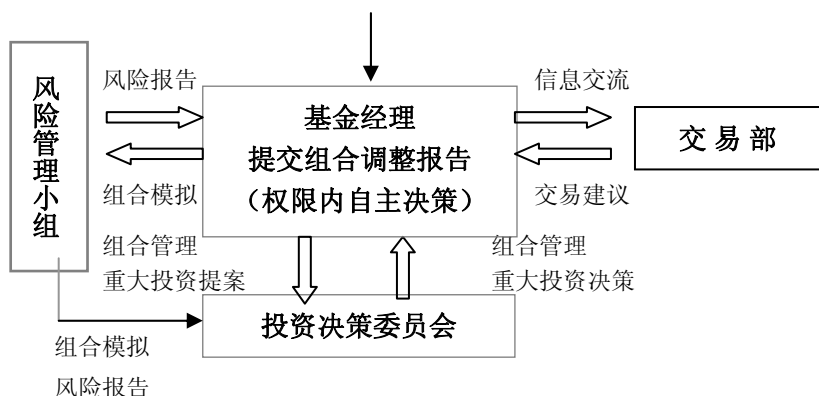 风险管理小组
风险报告
组合模拟
基金经理
提交组合调整报告
（权限内自主决策）
信息交流
交易建议
交 易 部
组合管理
重大投资提案
组合管理
重大投资决策
投资决策委员会
组合模拟
风险报告